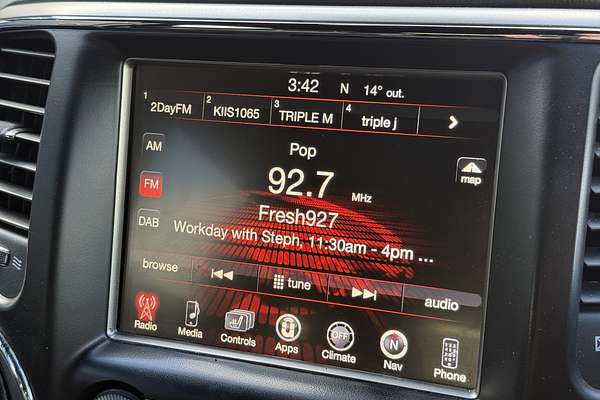 3:42 N 14° out.
1 2DayFM 2 KIIS1065 3 TRIPLE M 4 triple j
AM
Pop
map
FM
92.7 MHz
Fresh927
DAB
Workday with Steph, 11:30am - 4pm ...
browse tune audio
Radio Media Controls Apps OFF Climate N Nav Phone